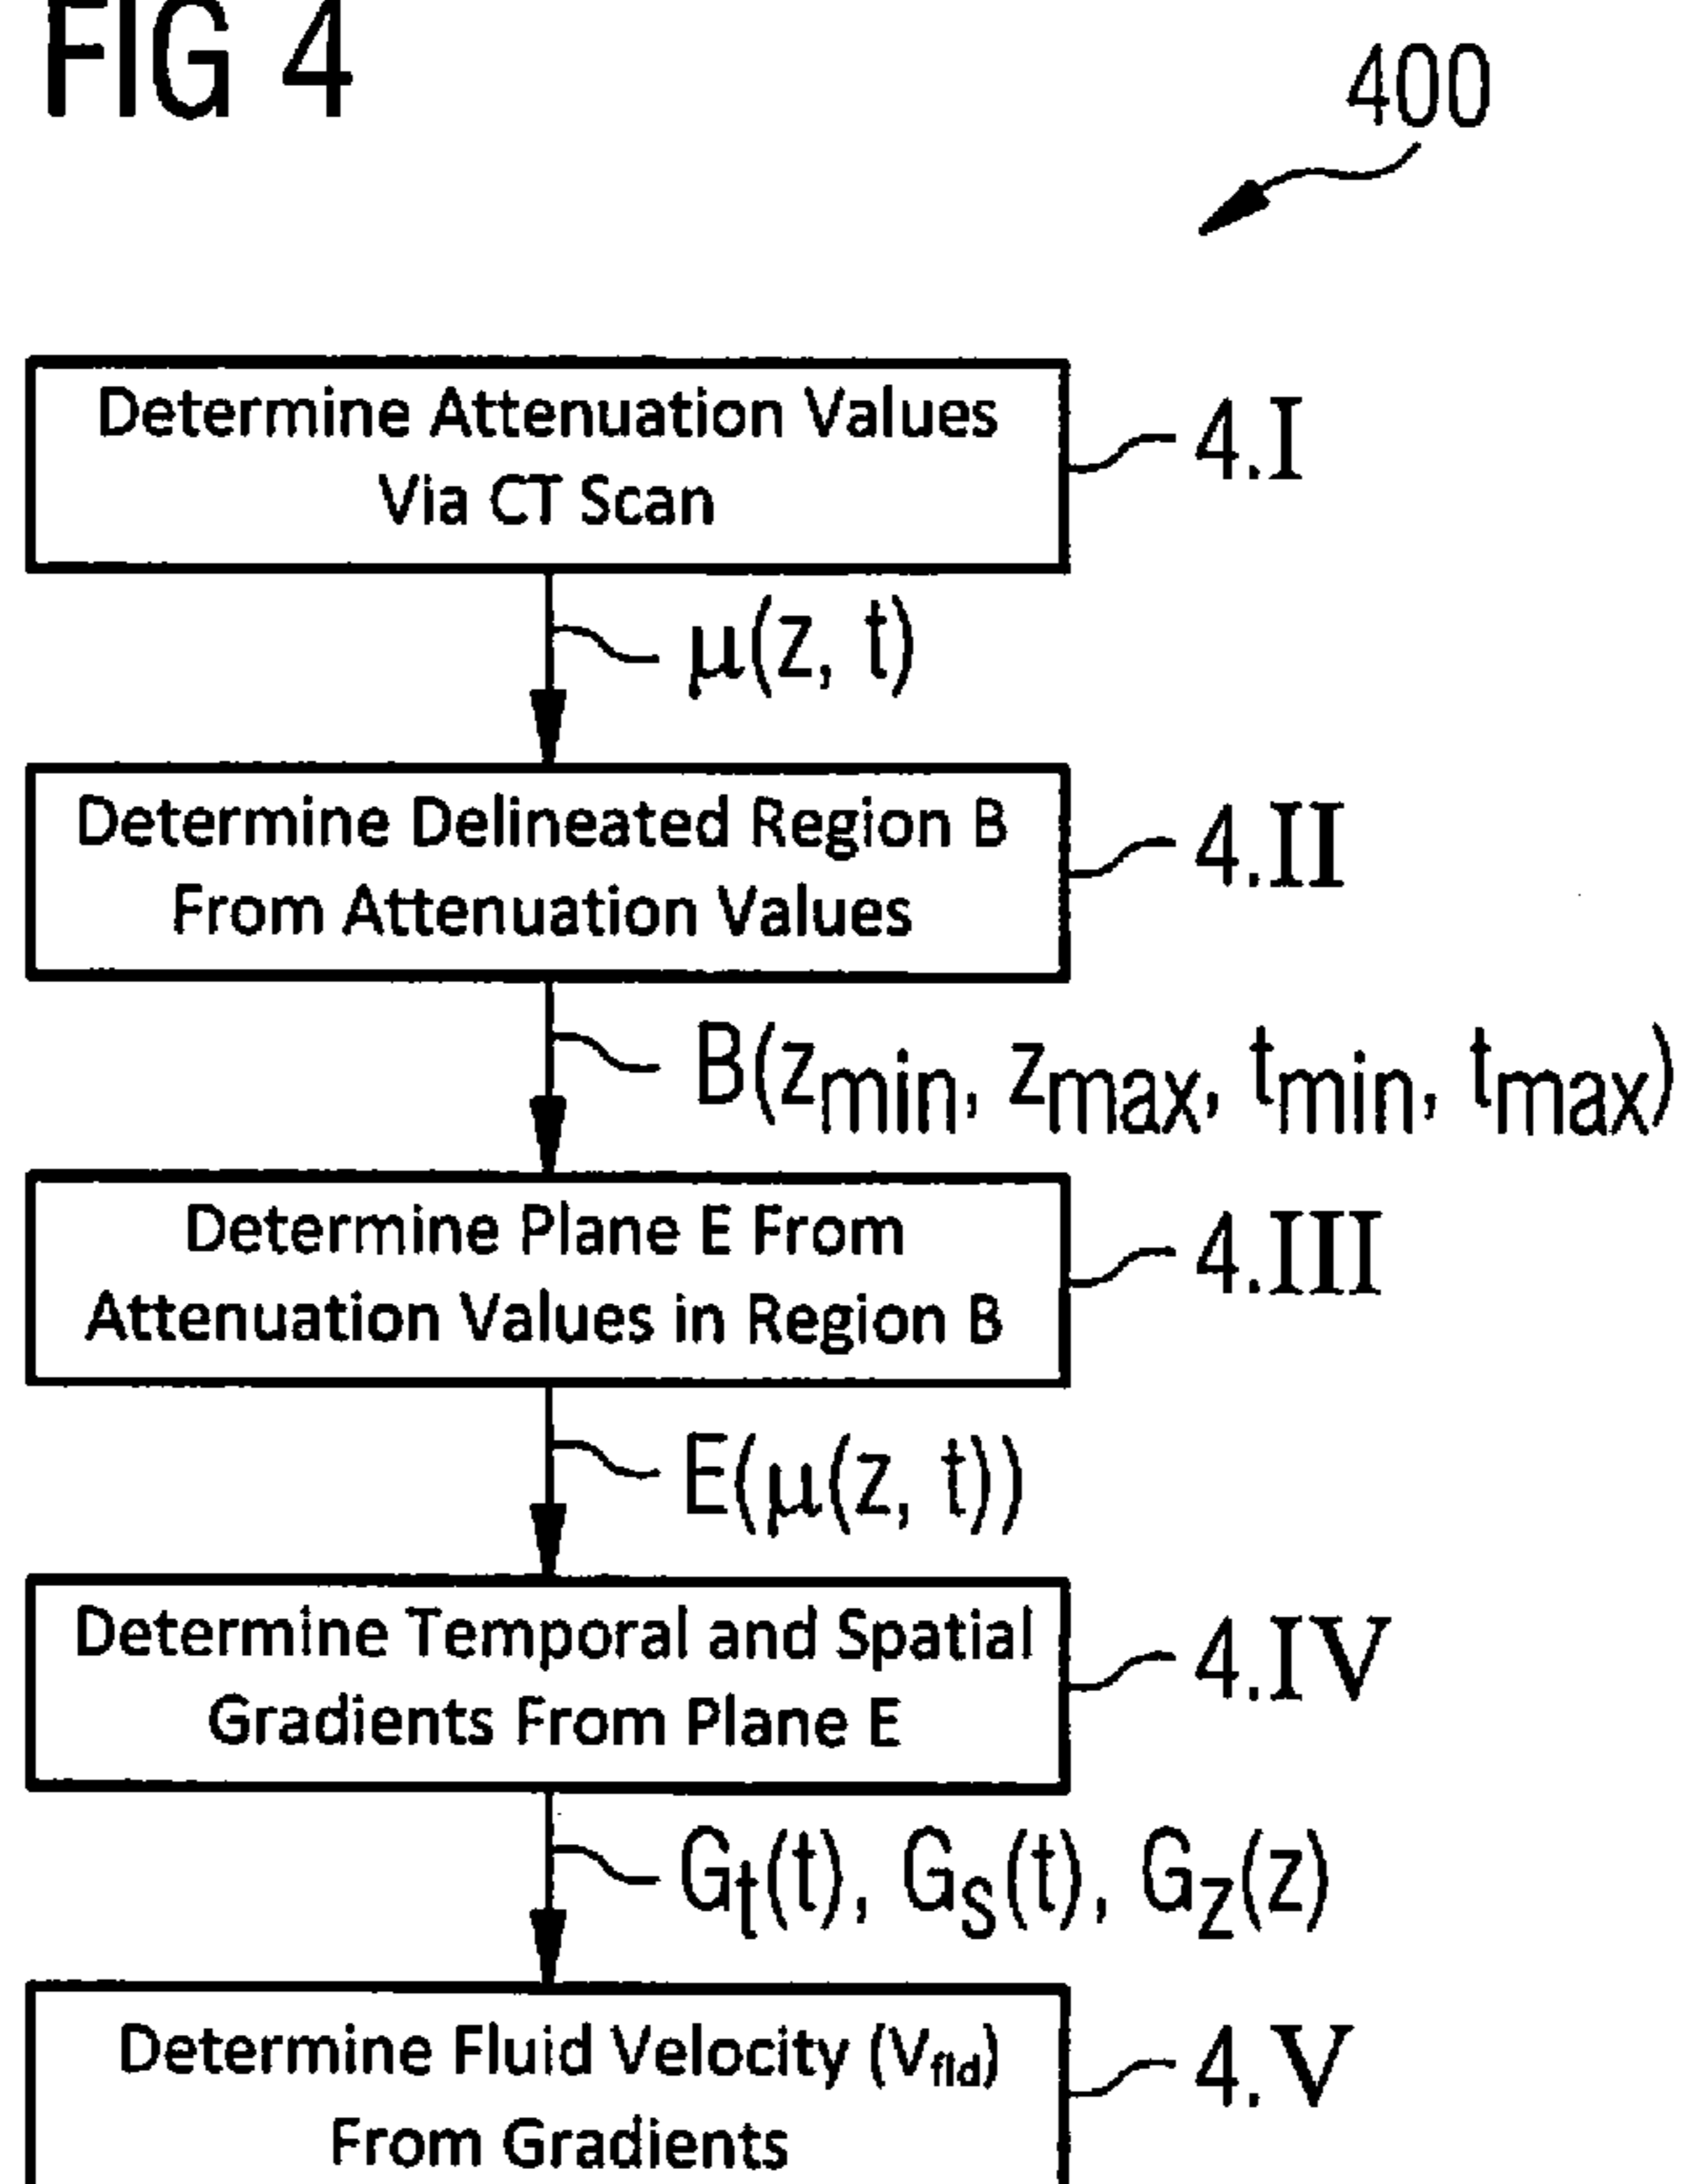 FIG 4
400
Determine Attenuation Values
Via CT Scan
4.I
μ(z, t)
Determine Delineated Region B
From Attenuation Values
4.II
B(zmin, zmax, tmin, tmax)
Determine Plane E From
Attenuation Values in Region B
4.III
E(μ(z, t))
Determine Temporal and Spatial
Gradients From Plane E
4.IV
Gt(t), Gs(t), Gz(z)
Determine Fluid Velocity (Vfld)
From Gradients
4.V